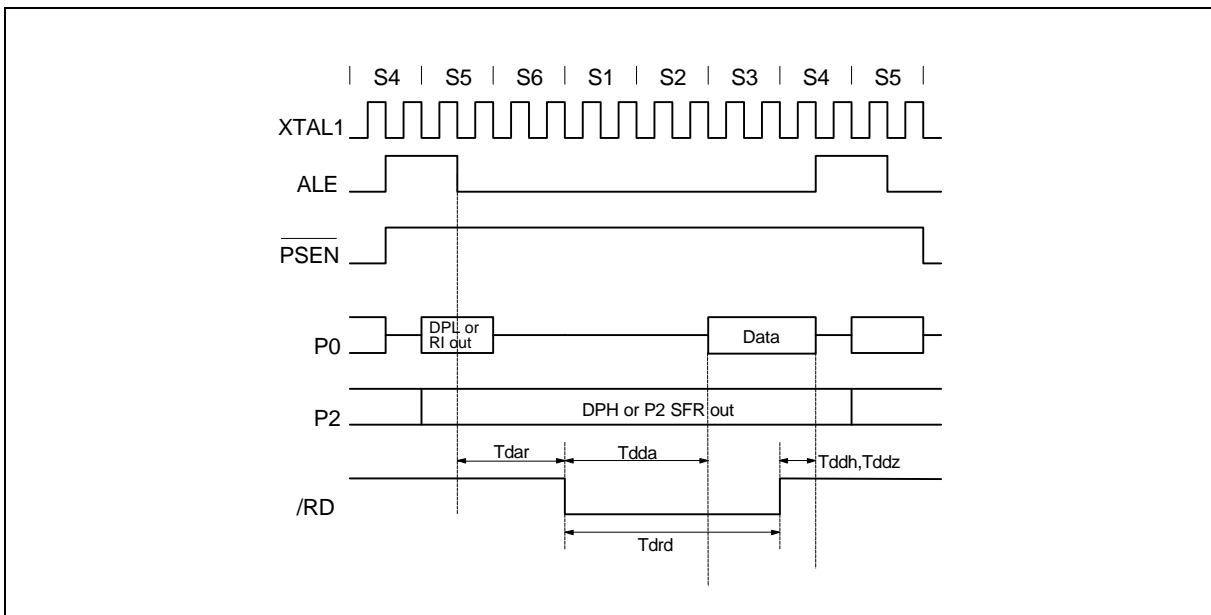 S4 S5 S6 S1 S2 S3 S4 S5
XTAL1
ALE
PSEN
P0
DPL or
RI out
Data
P2
DPH or P2 SFR out
Tdar
Tdda
Tddh,Tddz
/RD
Tdrd